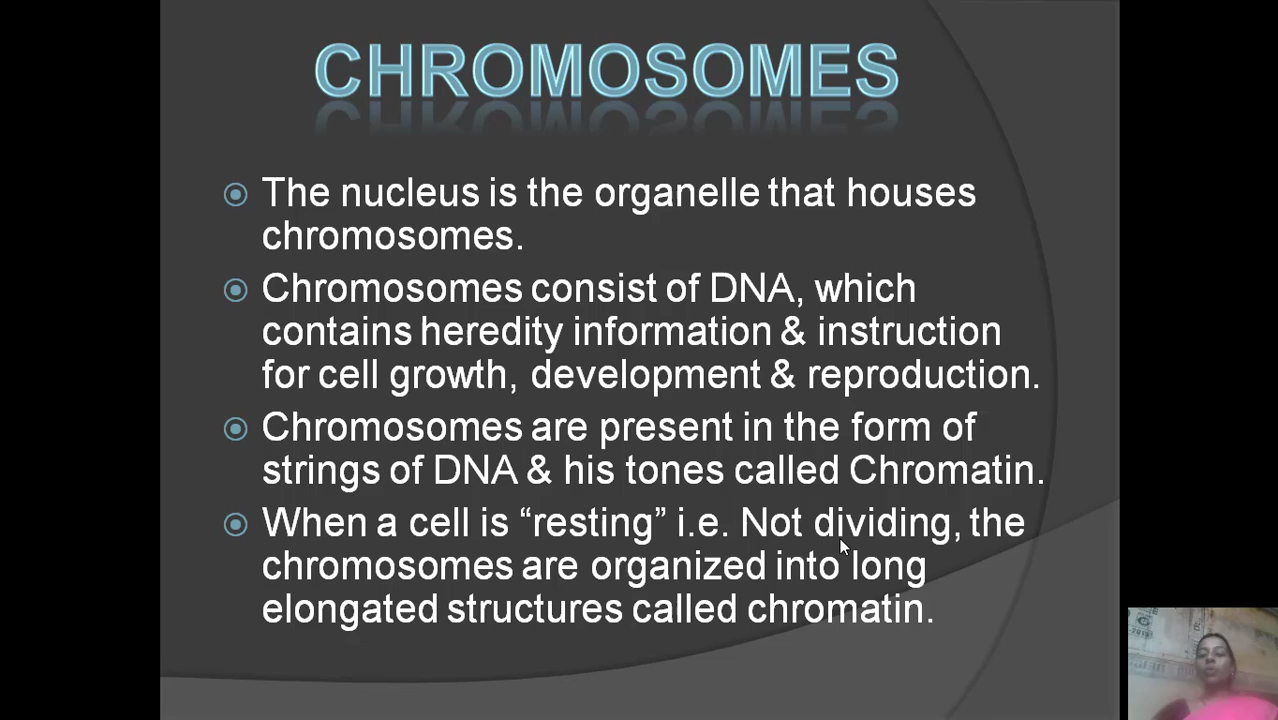 CHROMOSOMES
The nucleus is the organelle that houses
chromosomes.
Chromosomes consist of DNA, which
contains heredity information & instruction
for cell growth, development & reproduction.
Chromosomes are present in the form of
strings of DNA & his tones called Chromatin.
When a cell is “resting” i.e. Not dividing, the
chromosomes are organized into long
elongated structures called chromatin.